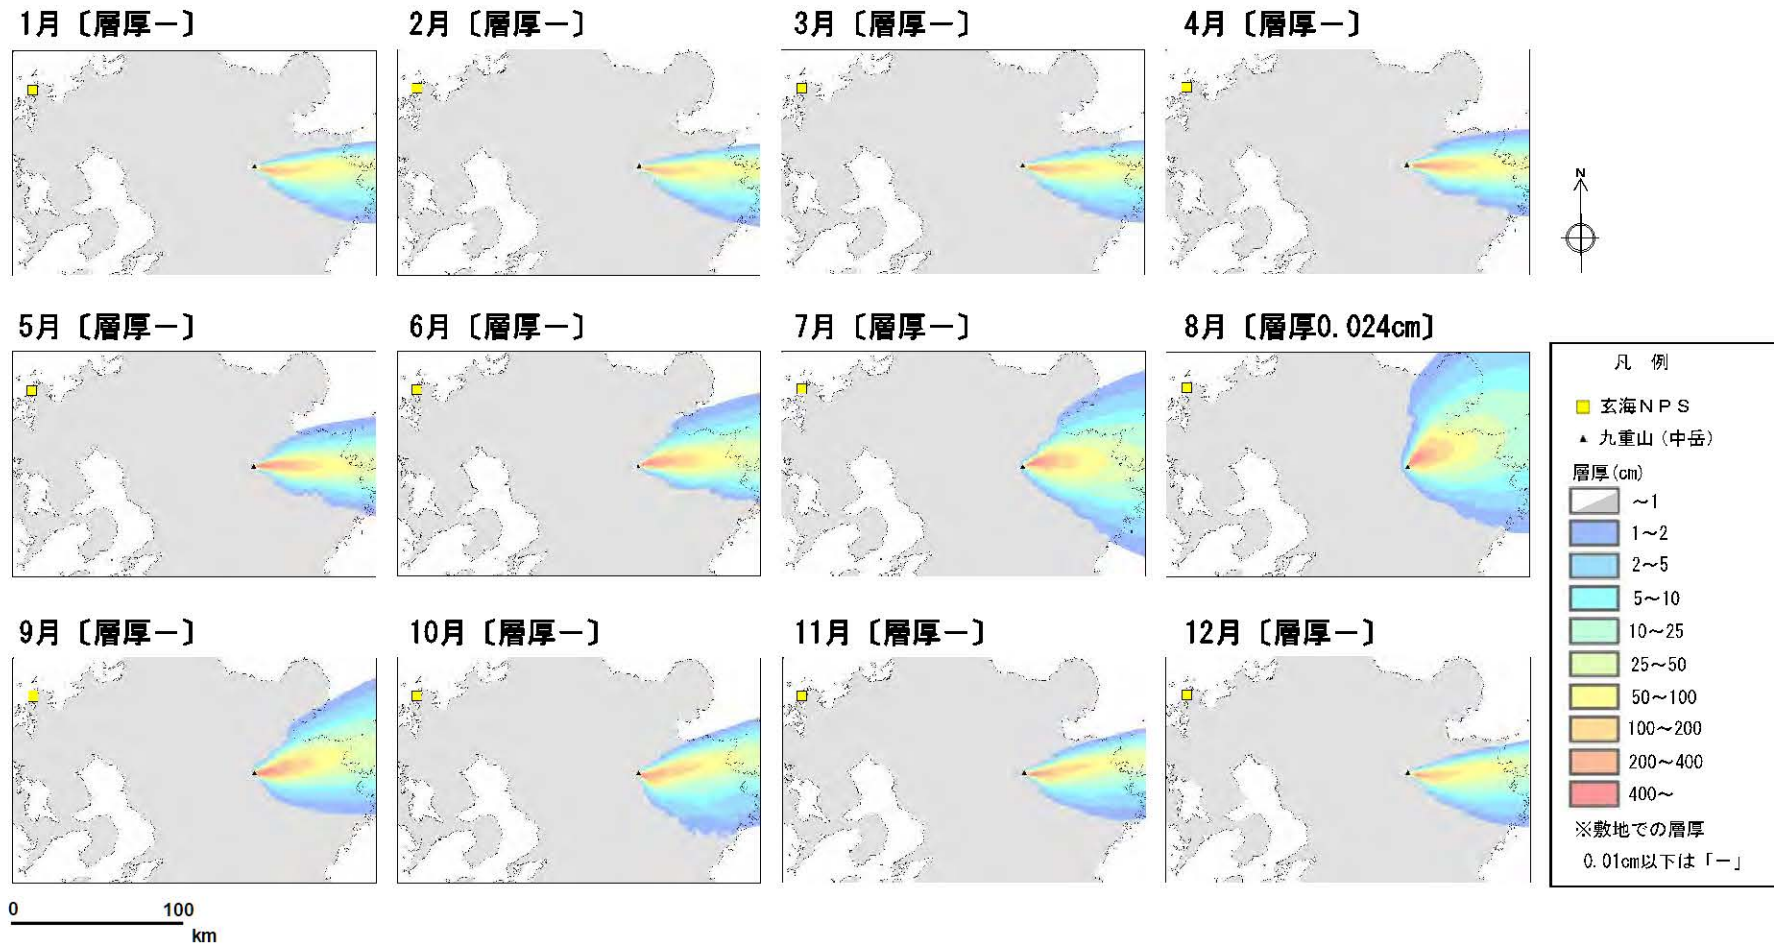 1月〔層厚－〕
2月〔層厚－〕
3月〔層厚－〕
4月〔層厚－〕
N
5月〔層厚－〕
6月〔層厚－〕
7月〔層厚－〕
8月〔層厚0.024cm〕
凡 例
玄海NPS
九重山(中岳)
層厚(cm)
～1
1～2
2～5
5～10
10～25
25～50
50～100
100～200
200～400
400～
※敷地での層厚
0.01cm以下は「－」
9月〔層厚－〕
10月〔層厚－〕
11月〔層厚－〕
12月〔層厚－〕
0 100
km